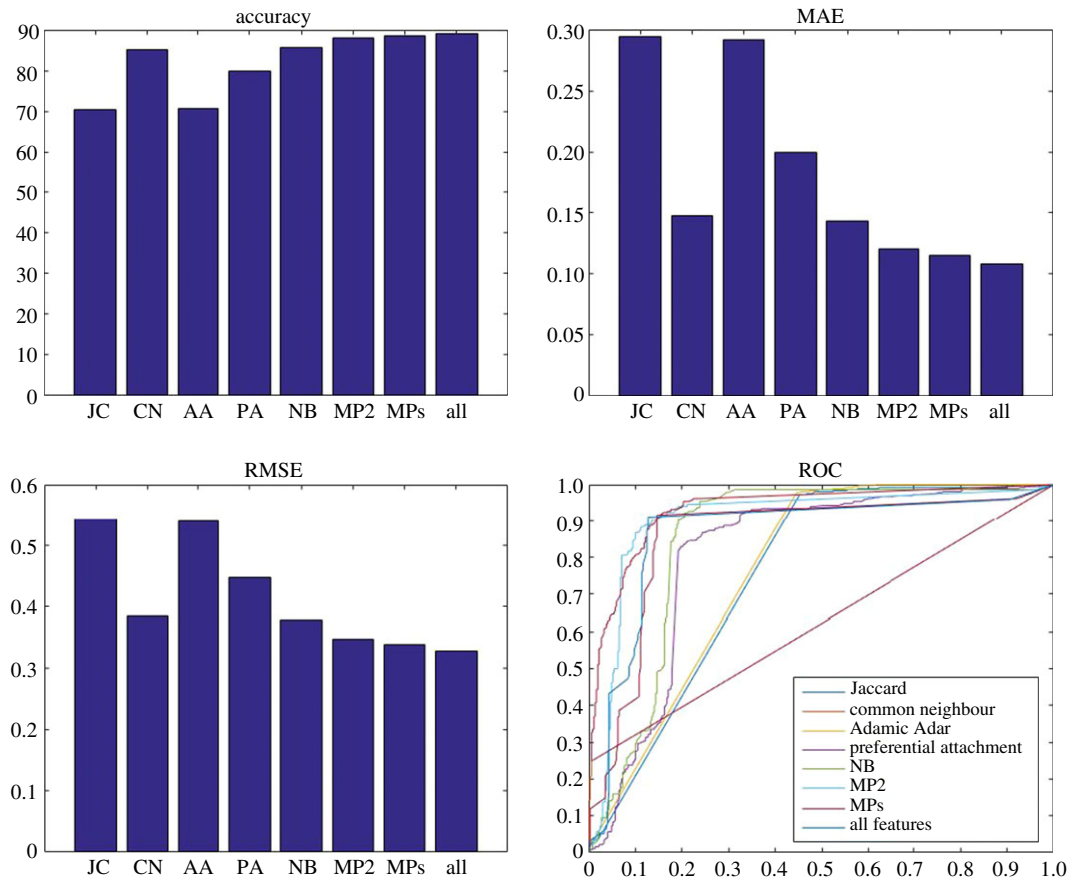 accuracy
90
80
70
60
50
40
30
20
10
0
JC CN AA PA NB MP2 MPs all
MAE
0.30
0.25
0.20
0.15
0.10
0.05
0
JC CN AA PA NB MP2 MPs all
RMSE
0.6
0.5
0.4
0.3
0.2
0.1
0
JC CN AA PA NB MP2 MPs all
ROC
1.0
0.9
0.8
0.7
0.6
0.5
0.4
0.3
0.2
0.1
0
Jaccard
common neighbour
Adamic Adar
preferential attachment
NB
MP2
MPs
all features
0 0.1 0.2 0.3 0.4 0.5 0.6 0.7 0.8 0.9 1.0